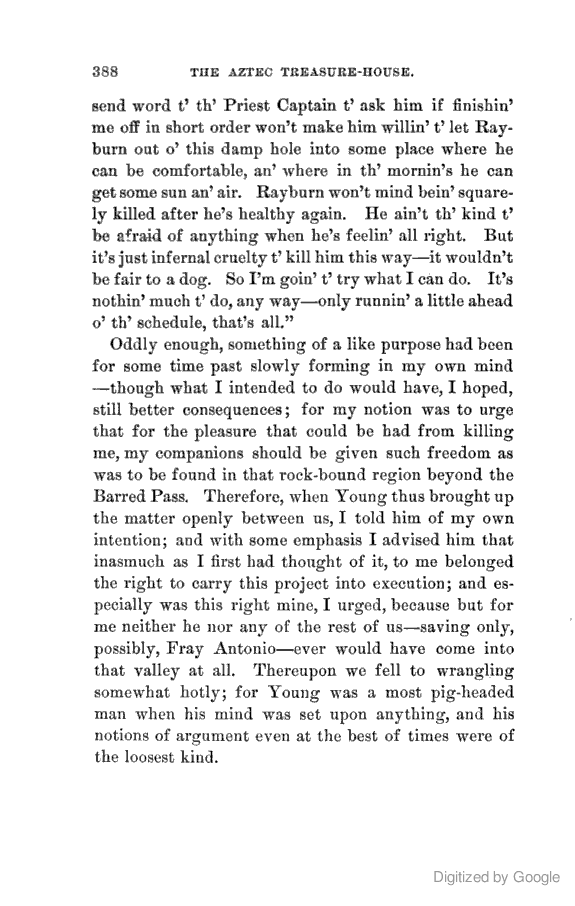 388 THE AZTEC TREASURE-HOUSE.
send word t' th' Priest Captain t' ask him if finishin'
me off in short order won't make him willin' t' let Ray-
burn out o' this damp hole into some place where he
can be comfortable, an' where in th' mornin's he can
get some sun an' air. Rayburn won't mind bein' square-
ly killed after he's healthy again. He ain't th' kind t'
be afraid of anything when he's feelin' all right. But
it's just infernal cruelty t' kill him this way—it wouldn't
be fair to a dog. So I'm goin' t' try what I can do. It's
nothin' much t' do, any way—only runnin' a little ahead
o' th' schedule, that's all."
Oddly enough, something of a like purpose had been
for some time past slowly forming in my own mind
—though what I intended to do would have, I hoped,
still better consequences; for my notion was to urge
that for the pleasure that could be had from killing
me, my companions should be given such freedom as
was to be found in that rock-bound region beyond the
Barred Pass. Therefore, when Young thus brought up
the matter openly between us, I told him of my own
intention; and with some emphasis I advised him that
inasmuch as I first had thought of it, to me belonged
the right to carry this project into execution; and es-
pecially was this right mine, I urged, because but for
me neither he nor any of the rest of us—saving only,
possibly, Fray Antonio—ever would have come into
that valley at all. Thereupon we fell to wrangling
somewhat hotly; for Young was a most pig-headed
man when his mind was set upon anything, and his
notions of argument even at the best of times were of
the loosest kind.
Digitized by Google